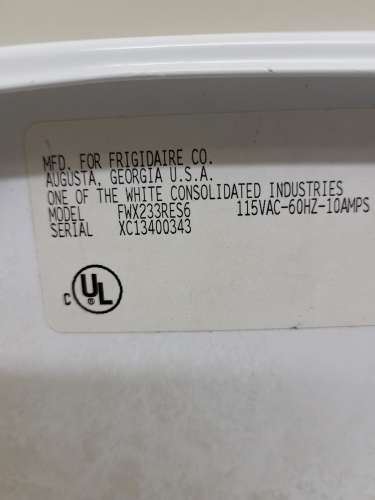 MFD. FOR FRIGIDAIRE CO.
AUGUSTA, GEORGIA U.S.A.
ONE OF THE WHITE CONSOLIDATED INDUSTRIES
MODEL FWX233RES6 115VAC-60HZ-10AMPS
SERIAL XC13400343
C UL ®